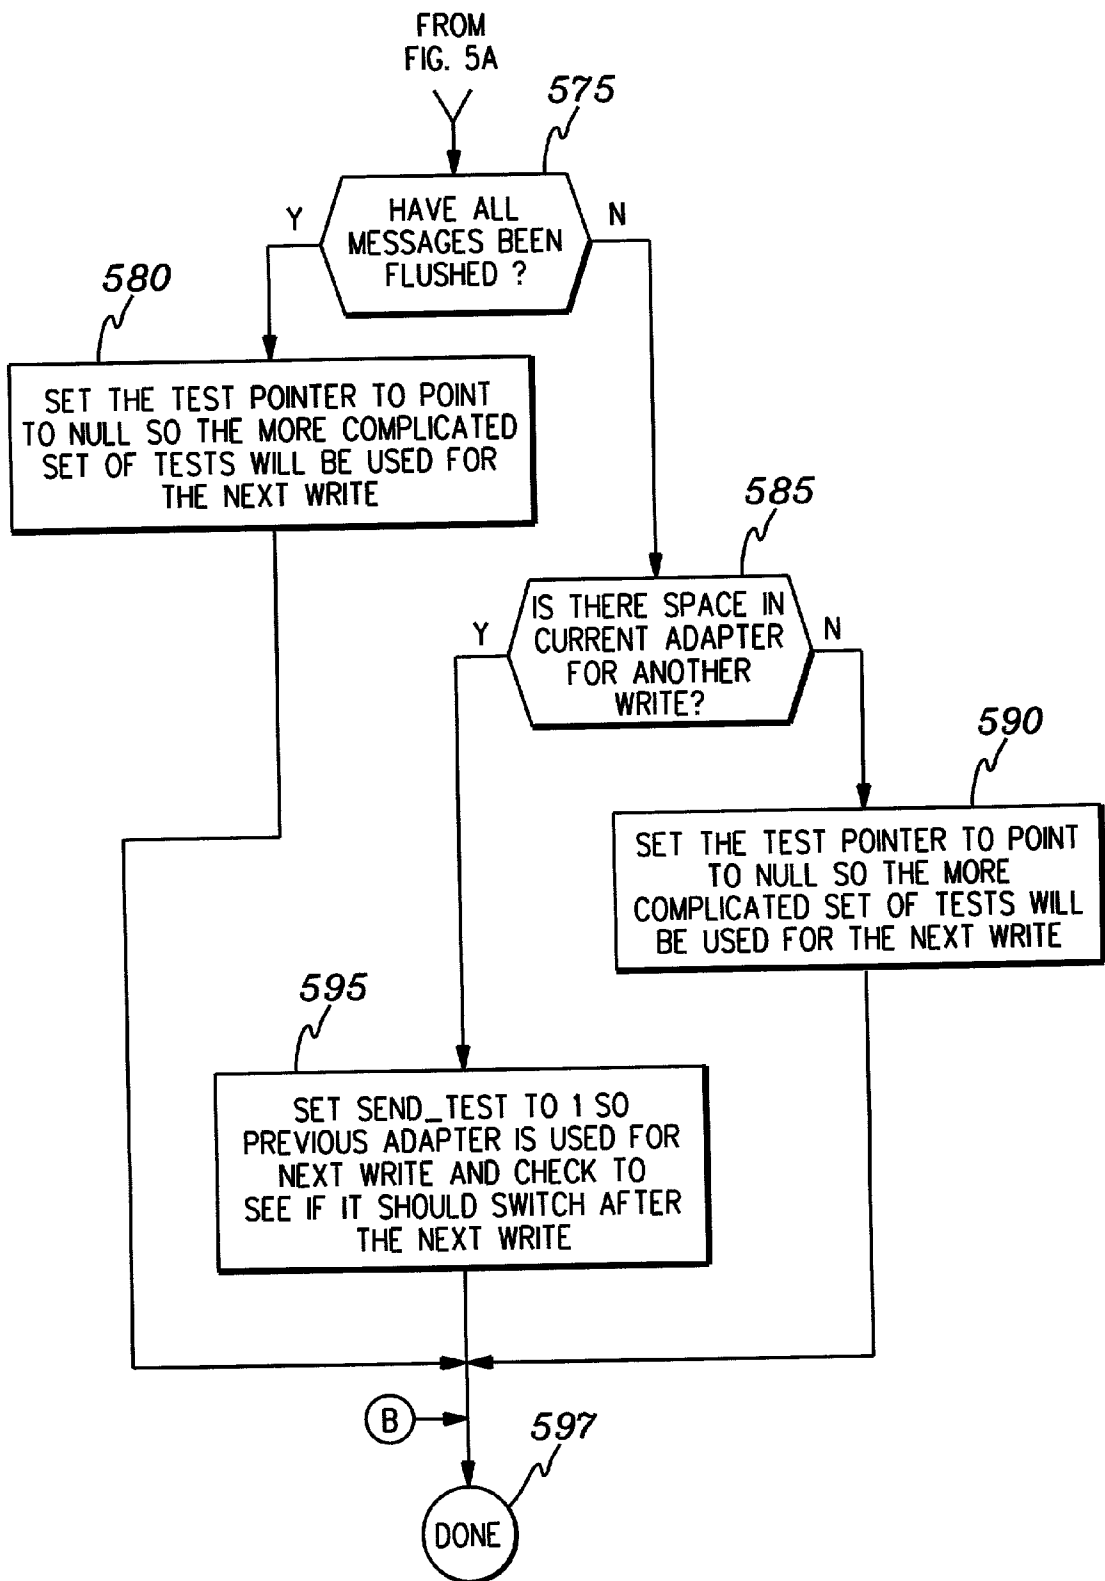 FROM
FIG. 5A
575
HAVE ALL
MESSAGES BEEN
FLUSHED ?
Y
N
580
SET THE TEST POINTER TO POINT
TO NULL SO THE MORE COMPLICATED
SET OF TESTS WILL BE USED FOR
THE NEXT WRITE
585
IS THERE SPACE IN
CURRENT ADAPTER
FOR ANOTHER
WRITE?
Y
N
590
SET THE TEST POINTER TO POINT
TO NULL SO THE MORE
COMPLICATED SET OF TESTS WILL
BE USED FOR THE NEXT WRITE
595
SET SEND_TEST TO 1 SO
PREVIOUS ADAPTER IS USED FOR
NEXT WRITE AND CHECK TO
SEE IF IT SHOULD SWITCH AFTER
THE NEXT WRITE
B
597
DONE